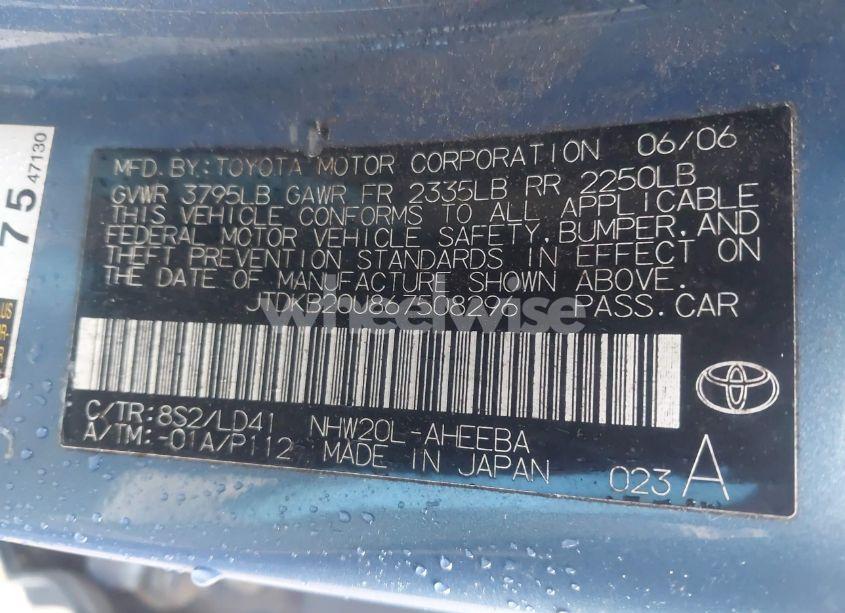 MFD.BY:TOYOTA MOTOR CORPORATION 06/06
GVWR 3795LB GAWR FR 2335LB RR 2250LB
THIS VEHICLE CONFORMS TO ALL APPLICABLE
FEDERAL MOTOR VEHICLE SAFETY,BUMPER,AND
THEFT PREVENTION STANDARDS IN EFFECT ON
THE DATE OF MANUFACTURE SHOWN ABOVE.
JTDKB20U867508296 PASS.CAR
wheelwise
C/TR:8S2/LD41 NHW20L-AHEEBA
A/TM:-01A/P112 MADE IN JAPAN
023 A
75
47130